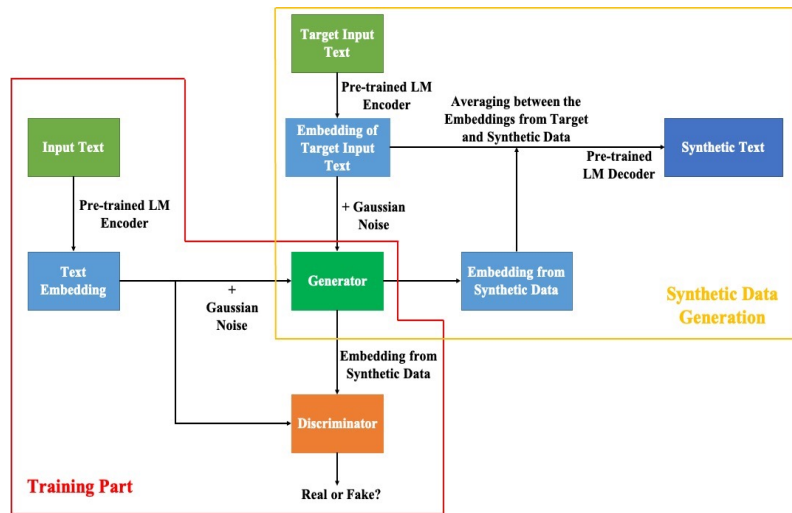 Target Input
Text
Pre-trained LM
Encoder
Averaging between the
Embeddings from Target
and Synthetic Data
Input Text
Embedding of
Target Input
Text
Synthetic Text
Pre-trained
LM Decoder
Pre-trained LM
Encoder
+ Gaussian
Noise
Text
Embedding
+
Gaussian
Noise
Generator
Embedding from
Synthetic Data
Synthetic Data
Generation
Embedding from
Synthetic Data
Discriminator
Training Part
Real or Fake?